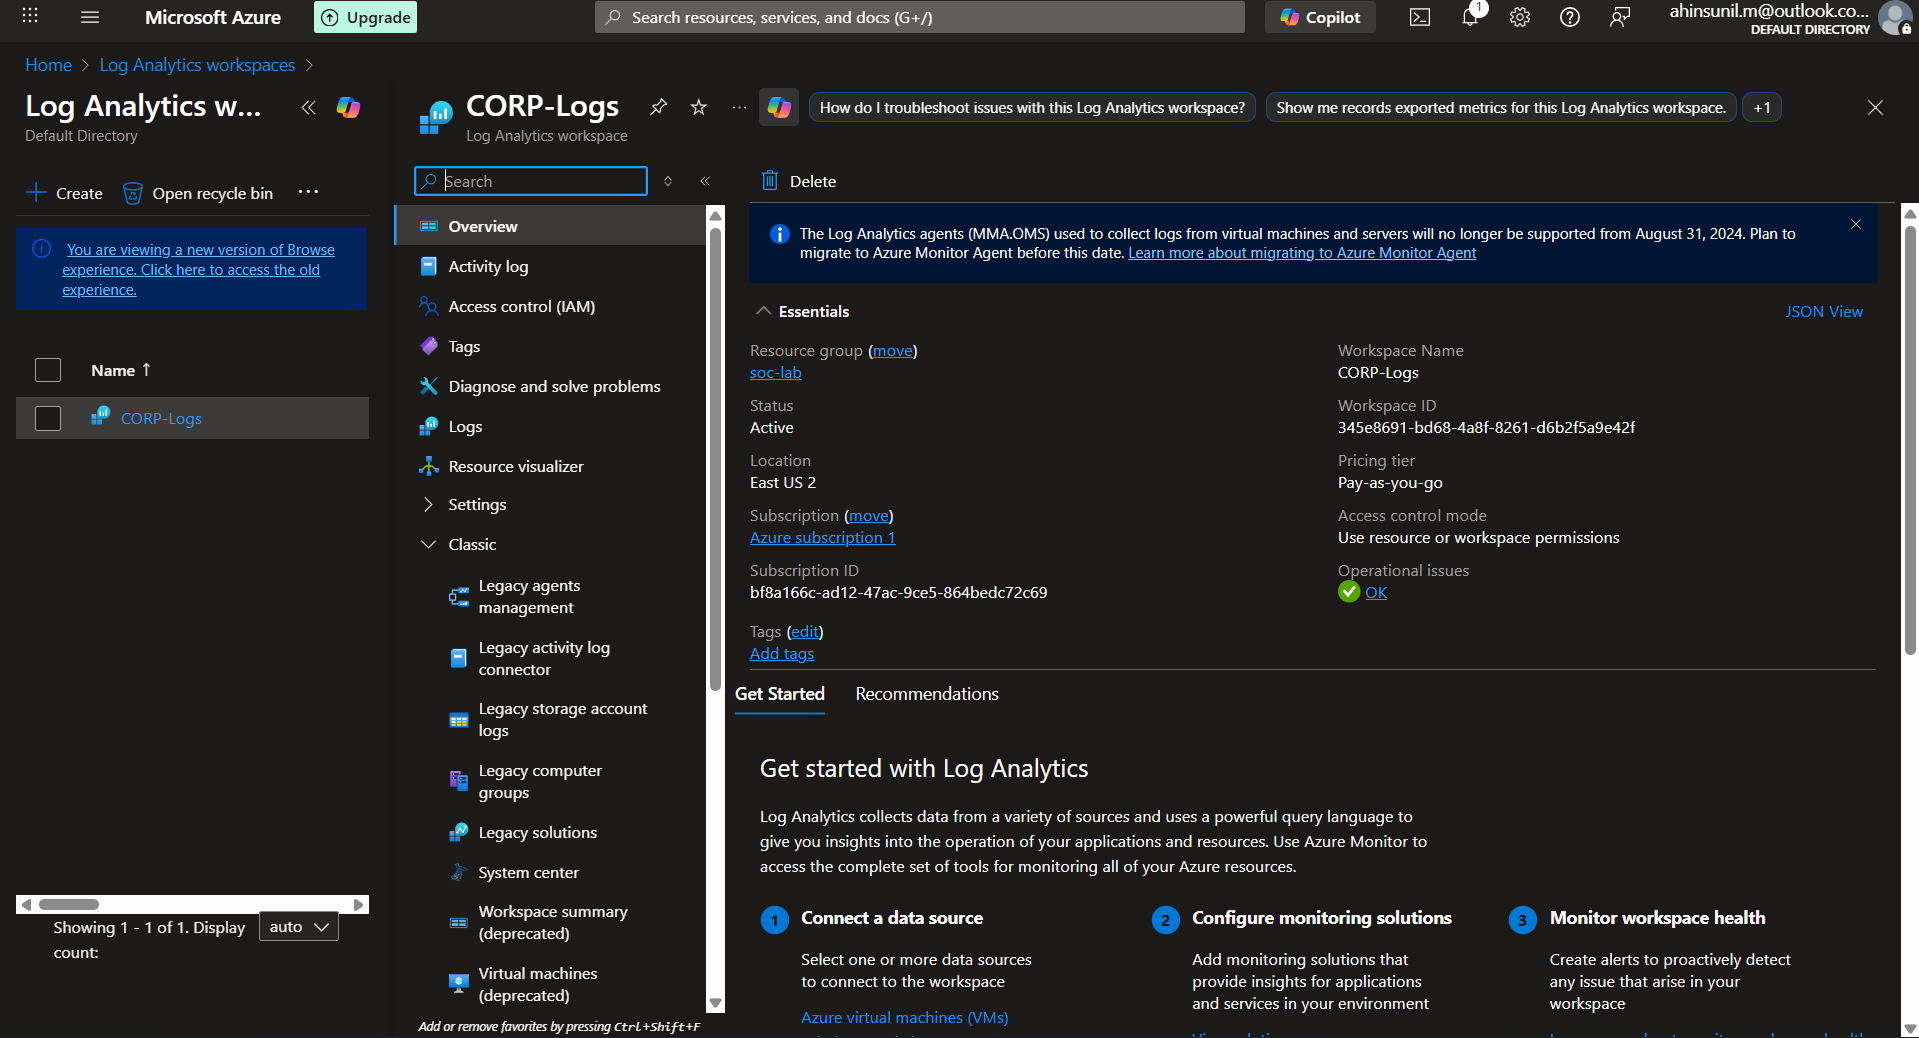 Microsoft Azure
Upgrade
Search resources, services, and docs (G+/)
Copilot
1
ahinsunil.m@outlook.co...
DEFAULT DIRECTORY
Home > Log Analytics workspaces >
Log Analytics w...
Default Directory
Create
Open recycle bin
...
You are viewing a new version of Browse
experience. Click here to access the old
experience.
Name ↑
CORP-Logs
Showing 1 - 1 of 1. Display
count:
auto
CORP-Logs
Log Analytics workspace
...
How do I troubleshoot issues with this Log Analytics workspace?
Show me records exported metrics for this Log Analytics workspace.
+1
Search
Overview
Activity log
Access control (IAM)
Tags
Diagnose and solve problems
Logs
Resource visualizer
Settings
Classic
Legacy agents
management
Legacy activity log
connector
Legacy storage account
logs
Legacy computer
groups
Legacy solutions
System center
Workspace summary
(deprecated)
Virtual machines
(deprecated)
Add or remove favorites by pressing Ctrl+Shift+F
Delete
The Log Analytics agents (MMA.OMS) used to collect logs from virtual machines and servers will no longer be supported from August 31, 2024. Plan to
migrate to Azure Monitor Agent before this date. Learn more about migrating to Azure Monitor Agent
Essentials
JSON View
Resource group (move)
soc-lab
Status
Active
Location
East US 2
Subscription (move)
Azure subscription 1
Subscription ID
bf8a166c-ad12-47ac-9ce5-864bedc72c69
Workspace Name
CORP-Logs
Workspace ID
345e8691-bd68-4a8f-8261-d6b2f5a9e42f
Pricing tier
Pay-as-you-go
Access control mode
Use resource or workspace permissions
Operational issues
OK
Tags (edit)
Add tags
Get Started
Recommendations
Get started with Log Analytics
Log Analytics collects data from a variety of sources and uses a powerful query language to
give you insights into the operation of your applications and resources. Use Azure Monitor to
access the complete set of tools for monitoring all of your Azure resources.
1 Connect a data source
Select one or more data sources
to connect to the workspace
Azure virtual machines (VMs)
2 Configure monitoring solutions
Add monitoring solutions that
provide insights for applications
and services in your environment
3 Monitor workspace health
Create alerts to proactively detect
any issue that arise in your
workspace